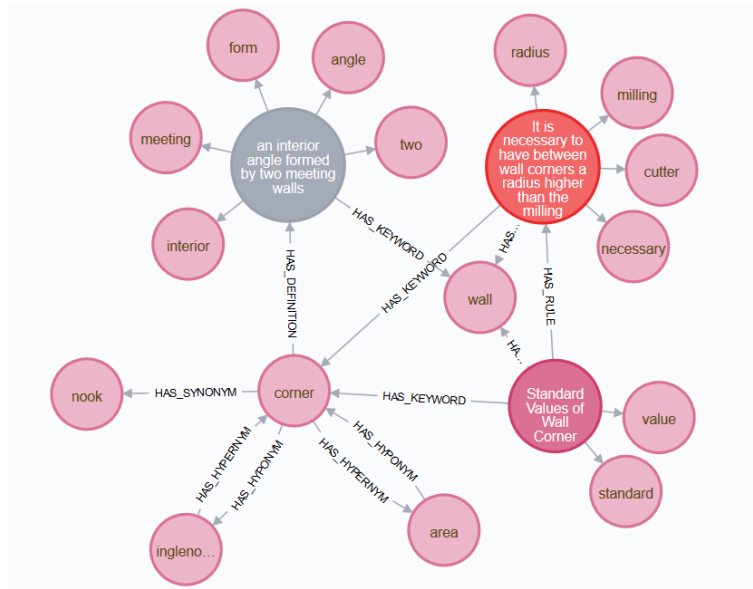 form
angle
radius
milling
meeting
an interior
angle formed
by two meeting
walls
two
It is
necessary to
have between
wall corners a
radius higher
than the
milling
cutter
interior
necessary
HAS_KEYWORD
HAS...
HAS_KEYWORD
HAS_DEFINITION
HAS_RULE
wall
HA...
nook
HAS_SYNONYM
corner
HAS_KEYWORD
Standard
Values of
Wall
Corner
value
HAS_HYPERNYM
HAS_HYPONYM
HAS_HYPERNYM
HAS_HYPONYM
standard
ingleno...
area